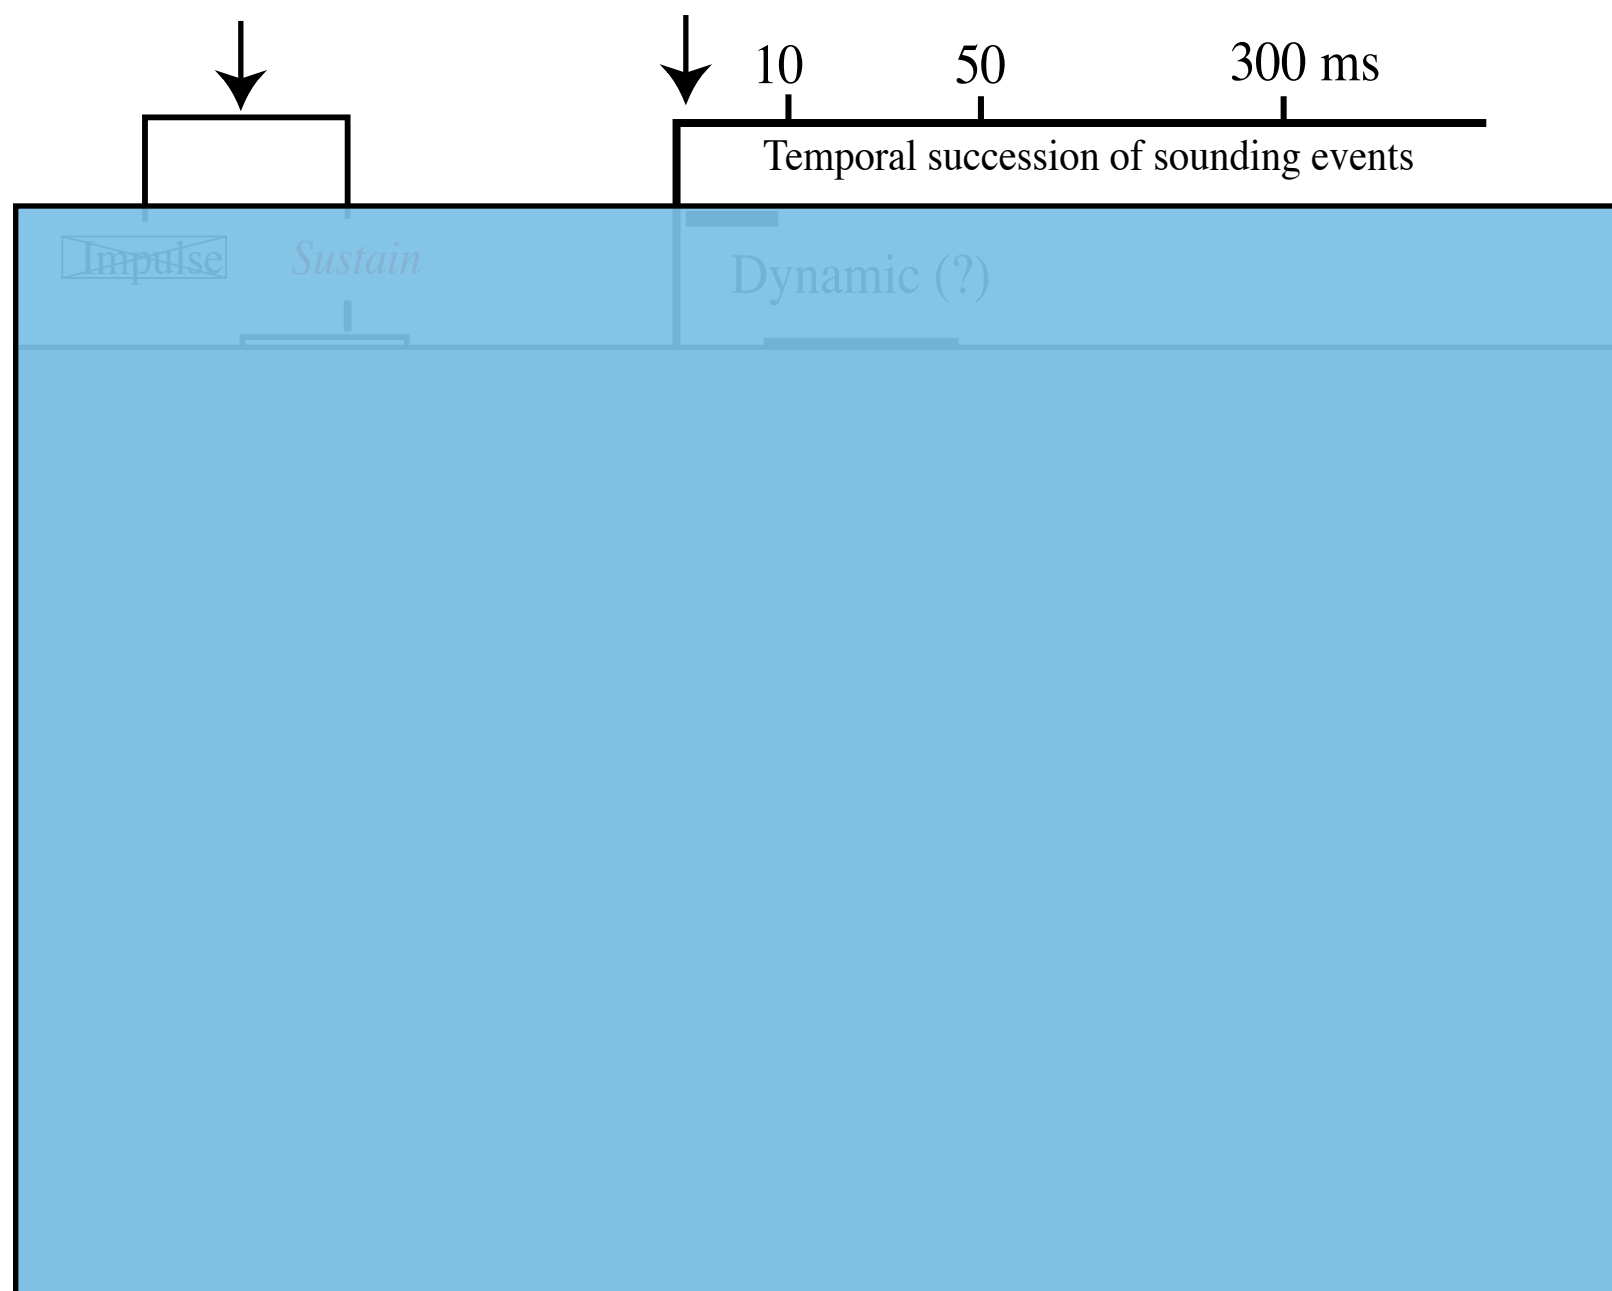 10 50 300 ms
Temporal succession of sounding events
Impulse Sustain
Dynamic (?)